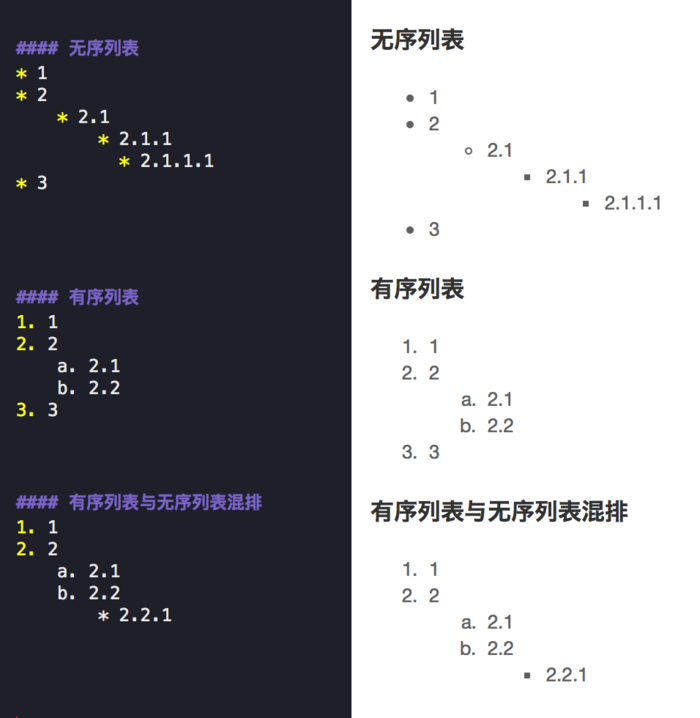 #### 无序列表
* 1
* 2
    * 2.1
        * 2.1.1
          * 2.1.1.1
* 3
#### 有序列表
1. 1
2. 2
    a. 2.1
    b. 2.2
3. 3
#### 有序列表与无序列表混排
1. 1
2. 2
    a. 2.1
    b. 2.2
        * 2.2.1
无序列表
• 1
• 2
◦ 2.1
▪ 2.1.1
▪ 2.1.1.1
• 3
有序列表
1. 1
2. 2
a. 2.1
b. 2.2
3. 3
有序列表与无序列表混排
1. 1
2. 2
a. 2.1
b. 2.2
▪ 2.2.1